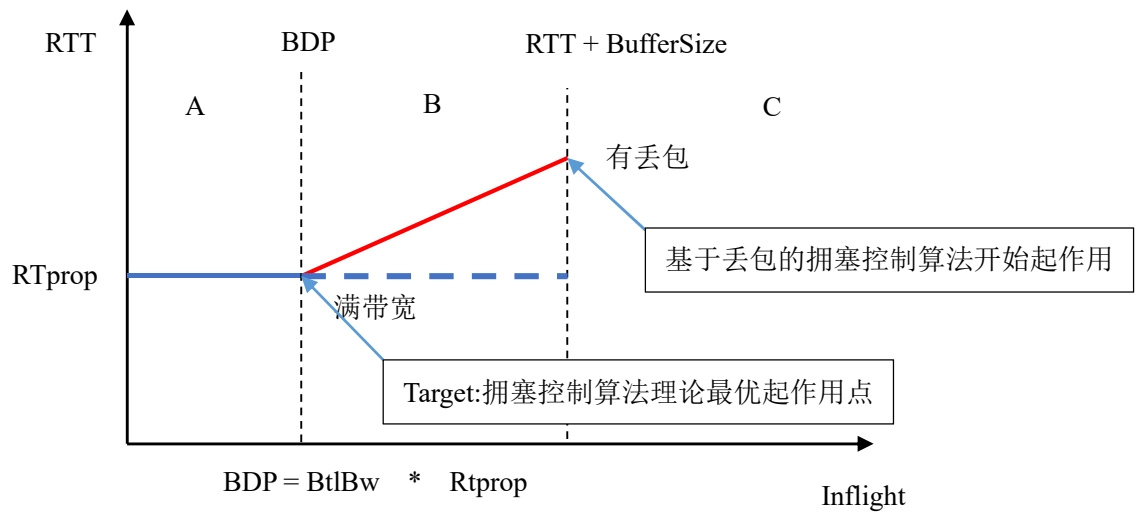 RTT
BDP
RTT + BufferSize
A
B
C
有丢包
基于丢包的拥塞控制算法开始起作用
RTprop
满带宽
Target:拥塞控制算法理论最优起作用点
BDP = BtlBw * Rtprop
Inflight